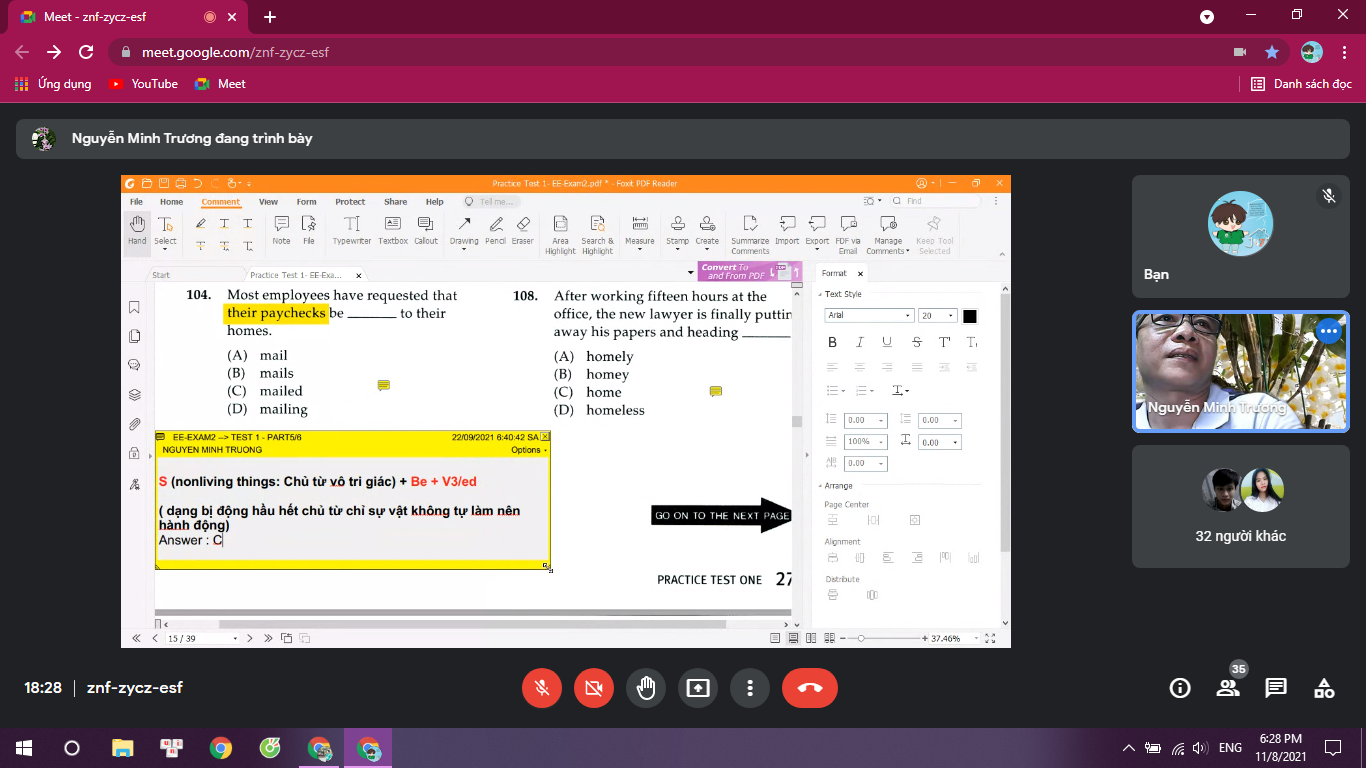 Meet - znf-zycz-esf
meet.google.com/znf-zycz-esf
Ứng dụng YouTube Meet Danh sách đọc
Nguyễn Minh Trương đang trình bày
Practice Test 1- EE-Exam2.pdf * - Foxit PDF Reader
File Home Comment View Form Protect Share Help Tell me... Find
Hand Select Note File Typewriter Textbox Callout Drawing Pencil Eraser Area Highlight Search & Highlight Measure Stamp Create Summarize Comments Import Export FDF via Email Manage Comments Keep Tool Selected
Start Practice Test 1- EE-Exa...
Convert To
and From PDF
104. Most employees have requested that
their paychecks be ______ to their
homes.
(A) mail
(B) mails
(C) mailed
(D) mailing
108. After working fifteen hours at the
office, the new lawyer is finally puttin
away his papers and heading ______
(A) homely
(B) homey
(C) home
(D) homeless
EE-EXAM2 --> TEST 1 - PART5/6 22/09/2021 6:40:42 SA
NGUYEN MINH TRUONG Options
S (nonliving things: Chủ từ vô tri giác) + Be + V3/ed
( dạng bị động hầu hết chủ từ chỉ sự vật không tự làm nên
hành động)
Answer : C
GO ON TO THE NEXT PAGE
PRACTICE TEST ONE 27
Format
Text Style
Arial 20
B I U S T T
T
0.00 0.00
100% 0.00
0.00
Arrange
Page Center
Alignment
Distribute
15 / 39
37.46%
Bạn
Nguyễn Minh Trương
32 người khác
18:28 znf-zycz-esf
35
ENG
6:28 PM
11/8/2021